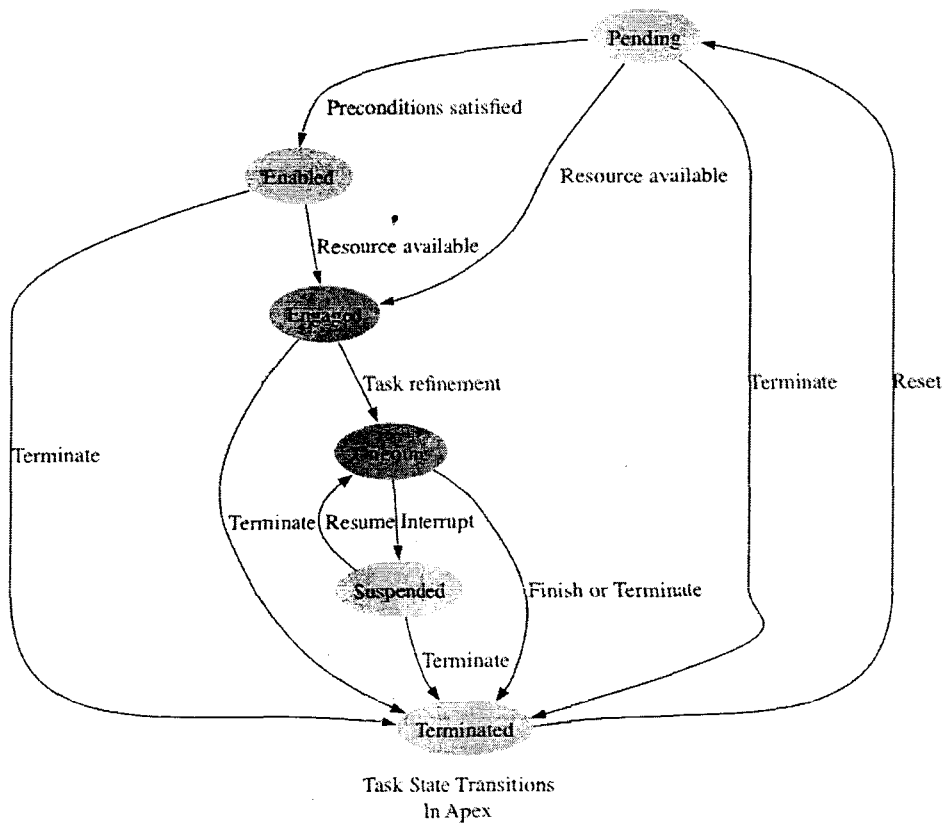 Pending
Preconditions satisfied
Enabled
Resource available
Resource available
Engaged
Task refinement
Terminate
Reset
Terminate
Terminate
Resume
Interrupt
Suspended
Finish or Terminate
Terminate
Terminated
Task State Transitions
In Apex